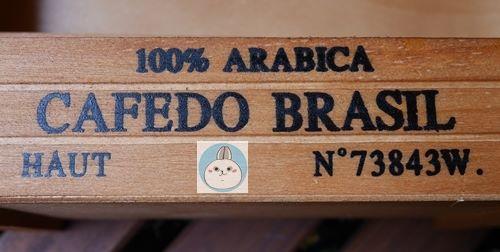 100% ARABICA
CAFEDO BRASIL
HAUT N°73843W.